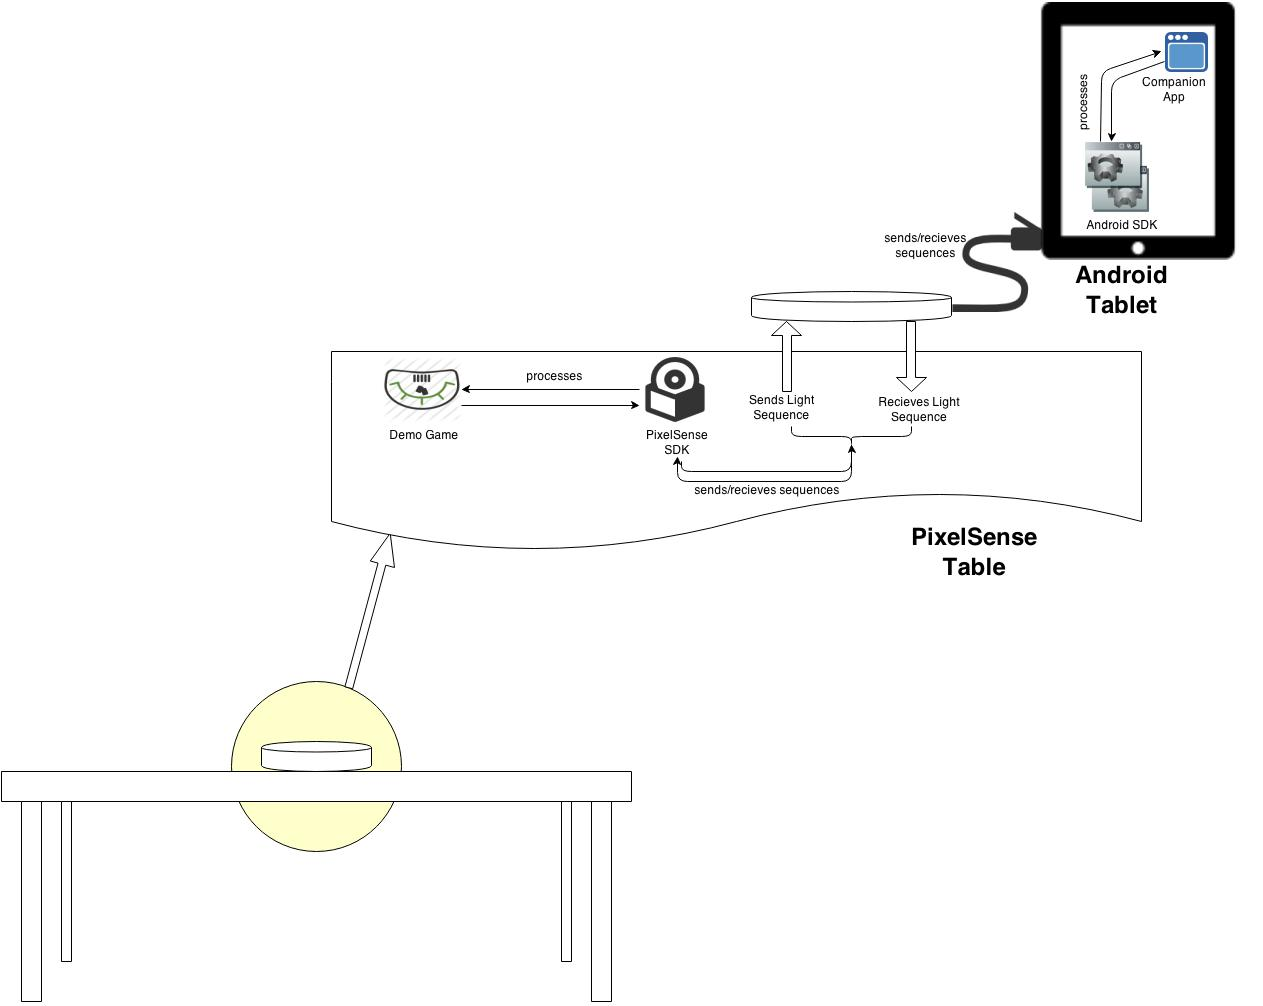 processes
Companion
App
Android SDK
sends/recieves
sequences
Android
Tablet
processes
Demo Game
PixelSense
SDK
Sends Light
Sequence
Recieves Light
Sequence
sends/recieves sequences
PixelSense
Table